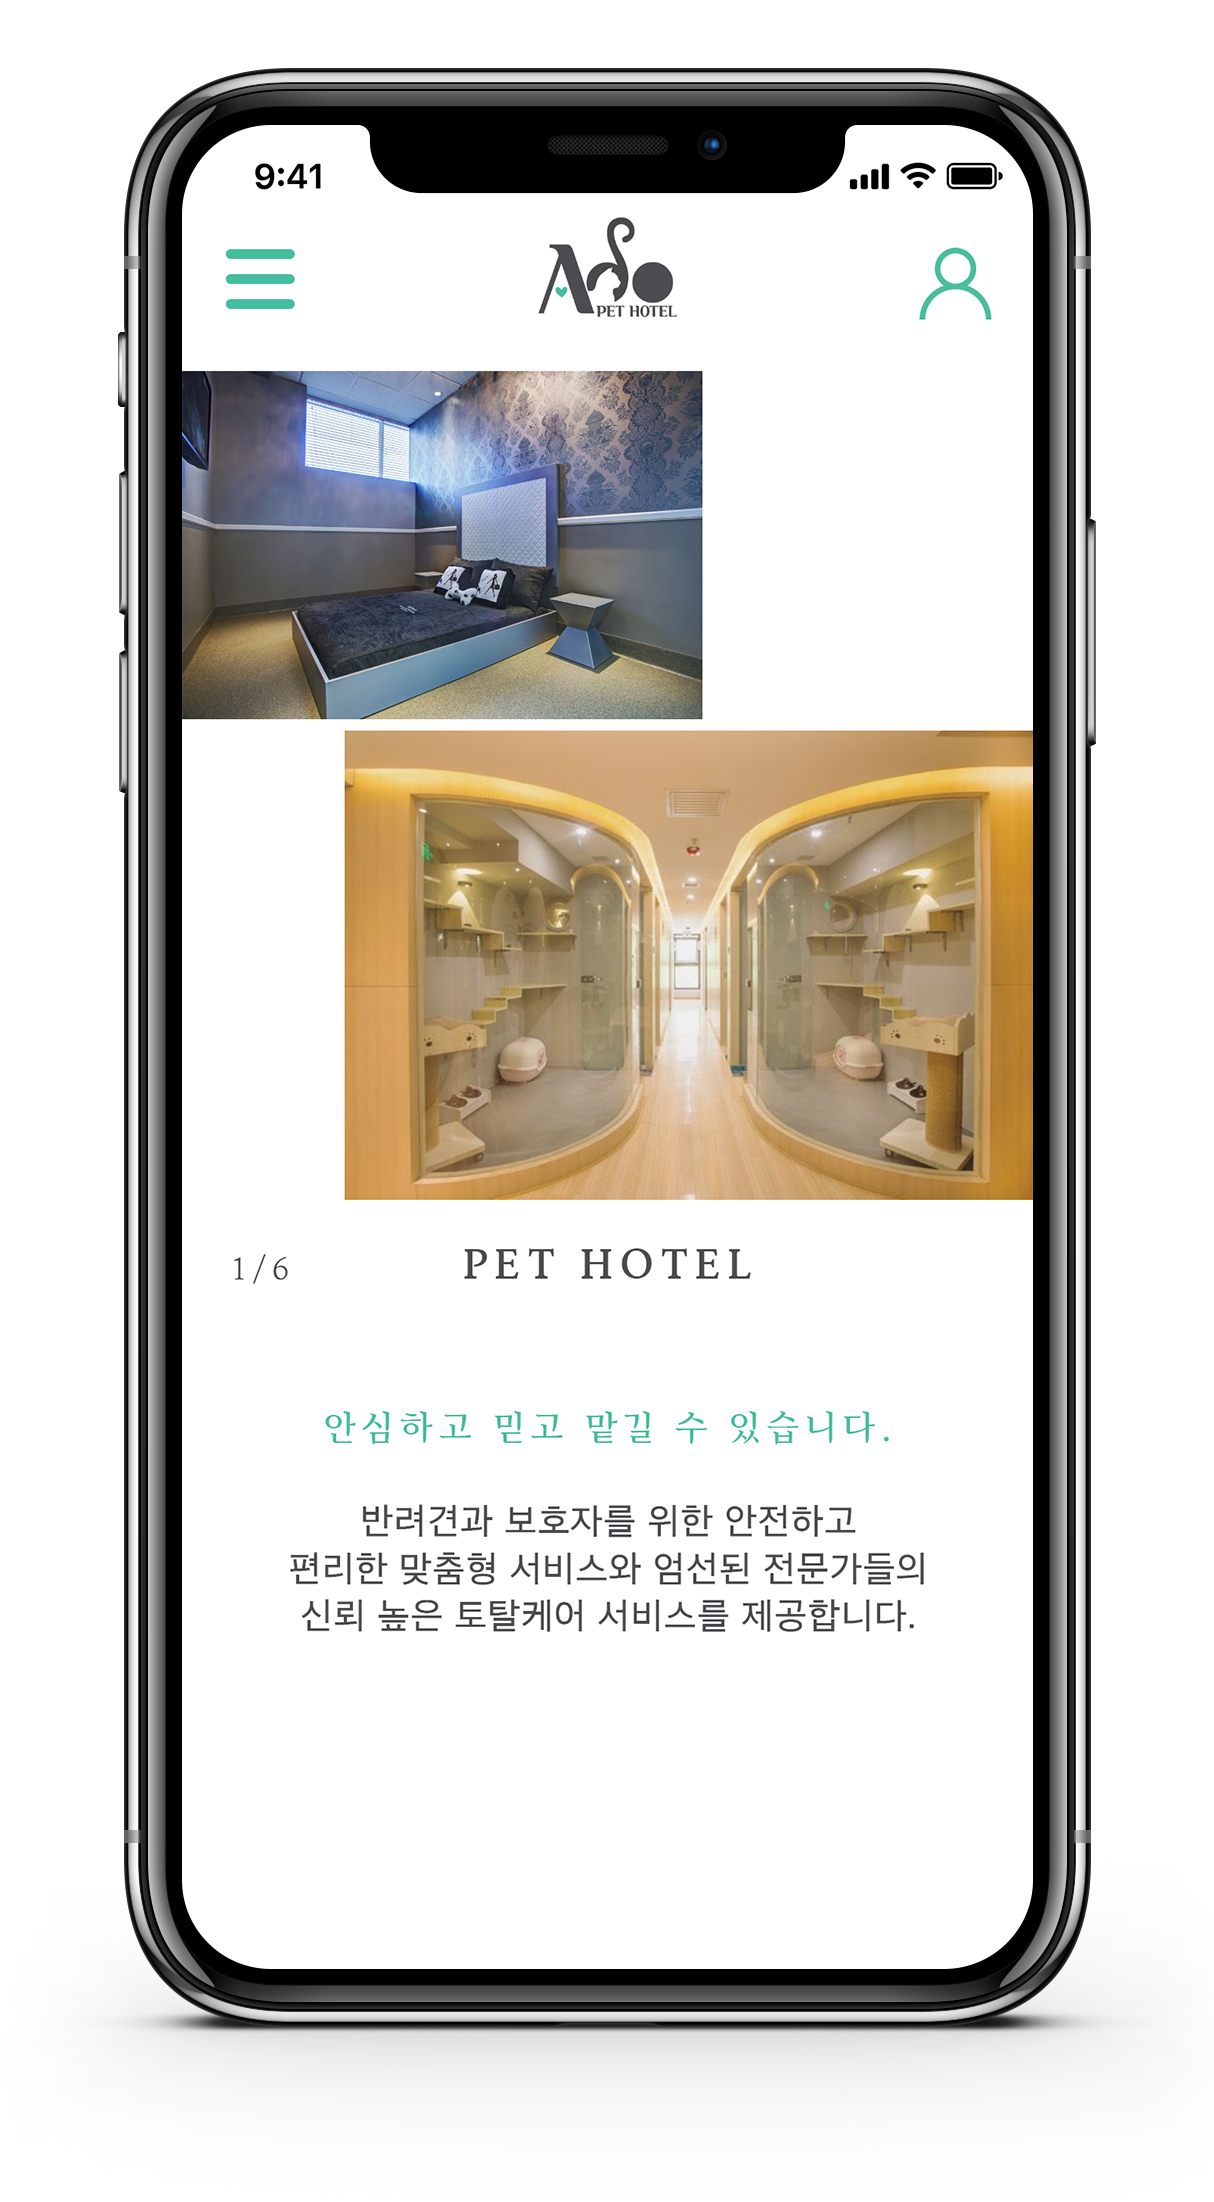 9:41
Aso
PET HOTEL
1/6
PET HOTEL
안심하고 믿고 맡길 수 있습니다.
반려견과 보호자를 위한 안전하고
편리한 맞춤형 서비스와 엄선된 전문가들의
신뢰 높은 토탈케어 서비스를 제공합니다.